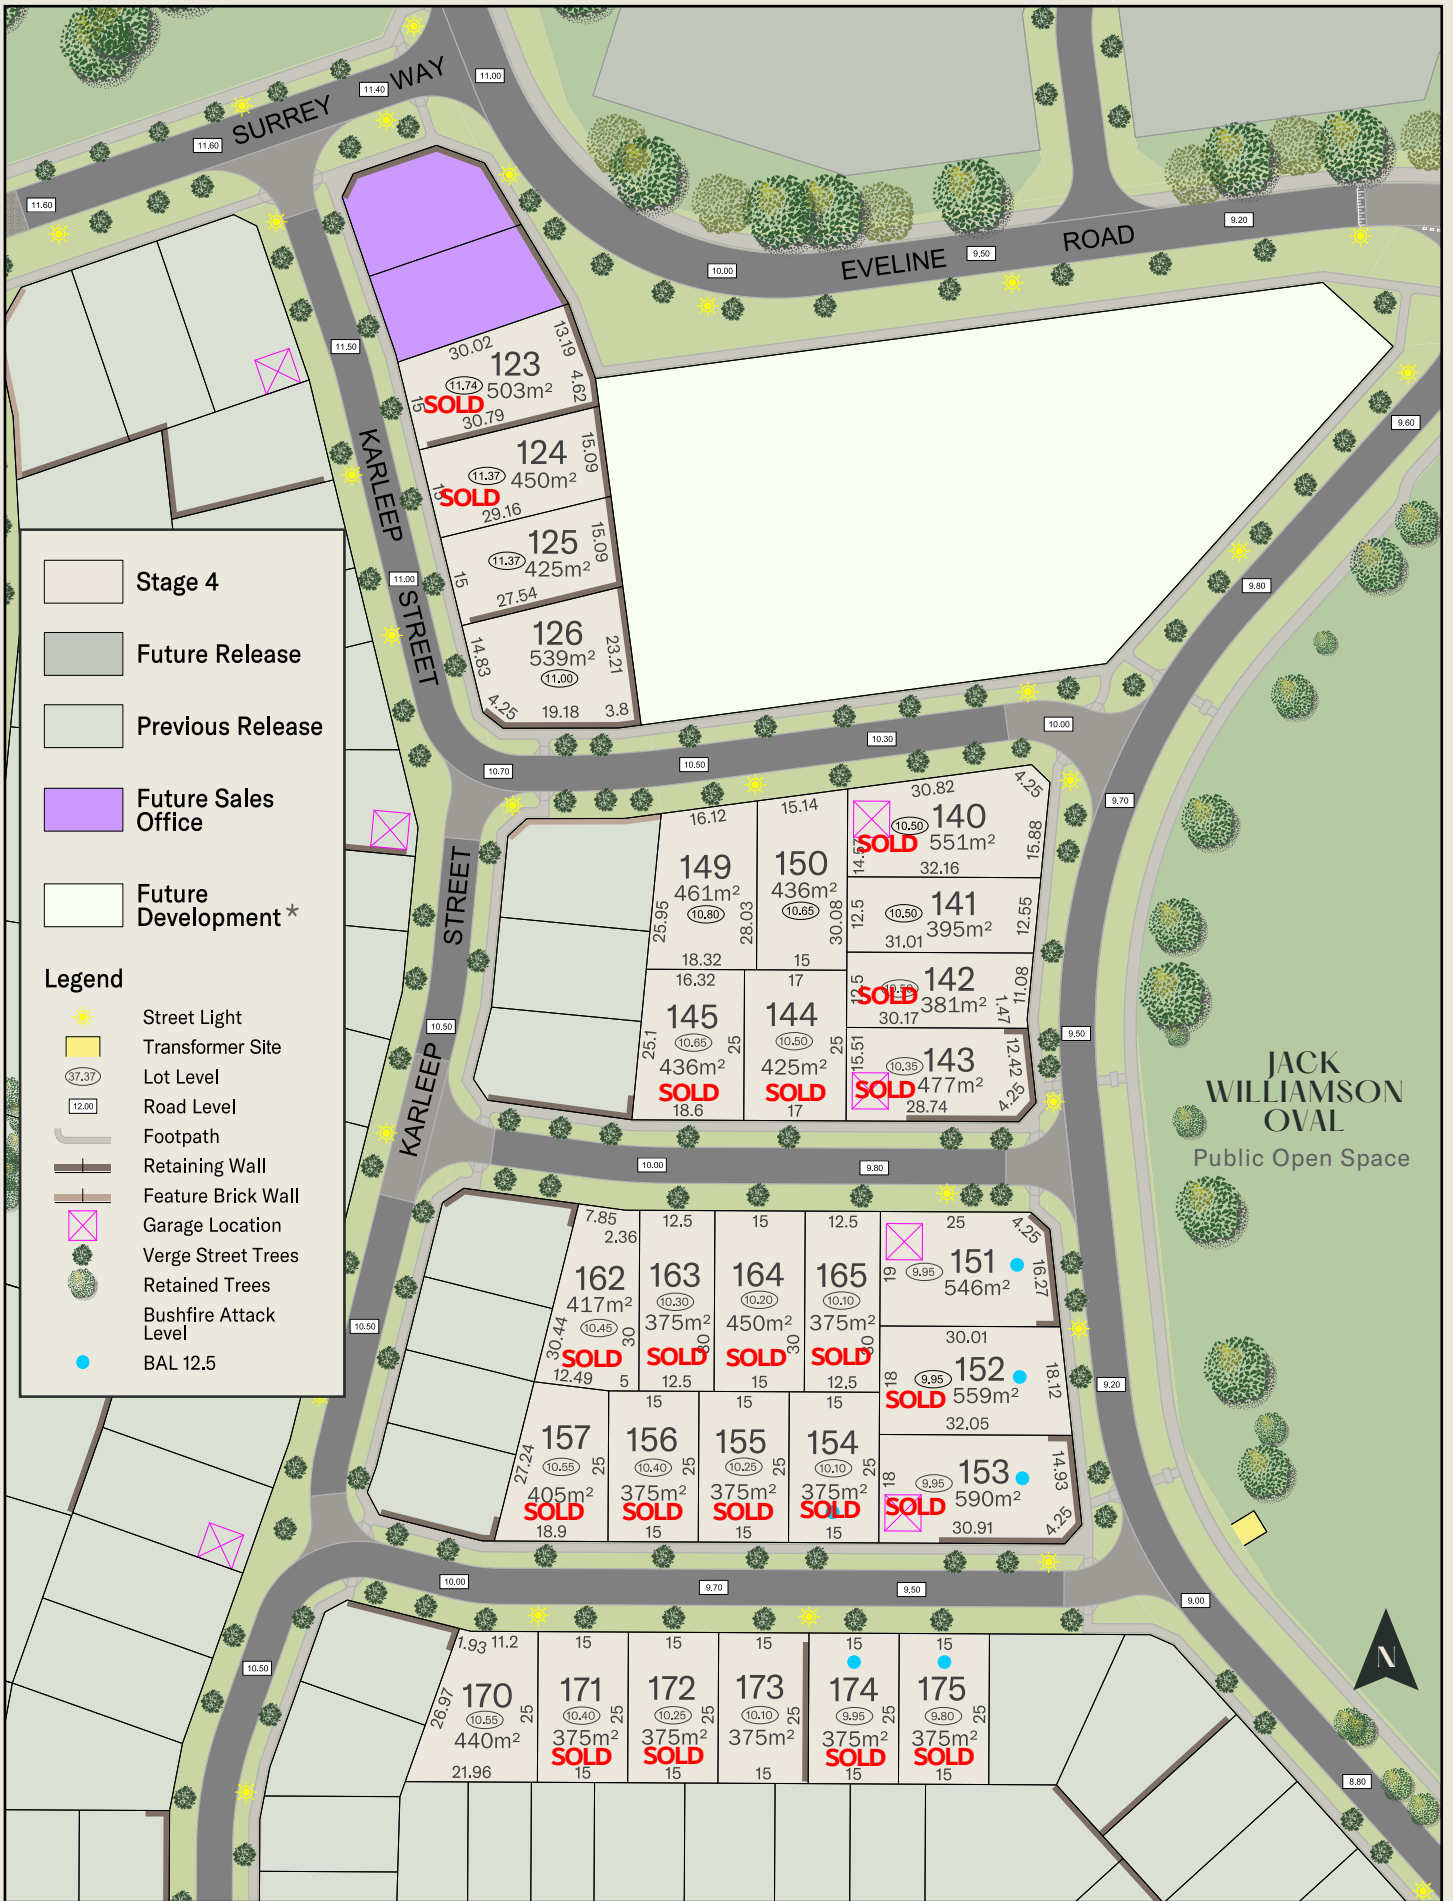 SURREY WAY
11.00
11.40
11.60
11.60
EVELINE ROAD
9.20
9.50
10.00
11.50
30.02
13.19
123
11.74
503m²
4.62
15
SOLD
30.79
KARLEEP STREET
124
15.09
11.37
450m²
15
SOLD
29.16
125
15.09
11.37
425m²
15
27.54
11.00
126
539m²
11.00
14.83
23.21
4.25
19.18
3.8
9.60
9.80
Stage 4
Future Release
Previous Release
Future Sales
Office
Future
Development*
Legend
Street Light
Transformer Site
37.37
Lot Level
12.00
Road Level
Footpath
Retaining Wall
Feature Brick Wall
Garage Location
Verge Street Trees
Retained Trees
Bushfire Attack
Level
BAL 12.5
10.00
10.30
10.50
10.70
9.70
16.12
149
461m²
10.80
25.95
28.03
18.32
15.14
150
436m²
10.65
30.08
15
30.82
4.25
140
10.50
SOLD
551m²
14.57
15.88
32.16
141
10.50
395m²
12.5
12.55
31.01
142
10.50
SOLD
381m²
12.5
11.08
1.47
30.17
143
10.35
SOLD
477m²
15.51
12.42
4.25
28.74
16.32
145
10.65
436m²
SOLD
25.1
25
18.6
17
144
10.50
425m²
SOLD
25
17
KARLEEP STREET
10.50
9.50
JACK
WILLIAMSON
OVAL
Public Open Space
10.00
9.80
7.85
2.36
162
417m²
10.45
30.44
30
SOLD
12.49
5
12.5
163
10.30
375m²
30
SOLD
12.5
15
164
10.20
450m²
30
SOLD
15
12.5
165
10.10
375m²
30
SOLD
12.5
25
4.25
151
9.95
546m²
19
16.27
30.01
152
9.95
559m²
18
18.12
SOLD
32.05
153
9.95
590m²
18
14.93
SOLD
30.91
4.25
10.50
9.20
157
10.55
405m²
27.24
25
SOLD
18.9
15
156
10.40
375m²
25
SOLD
15
15
155
10.25
375m²
25
SOLD
15
15
154
10.10
375m²
25
SOLD
15
10.00
9.70
9.50
9.00
10.50
1.93
11.2
170
10.55
440m²
26.97
25
21.96
15
171
10.40
375m²
25
SOLD
15
15
172
10.25
375m²
25
SOLD
15
15
173
10.10
375m²
25
15
15
174
9.95
375m²
25
SOLD
15
15
175
9.80
375m²
25
SOLD
15
N
8.80